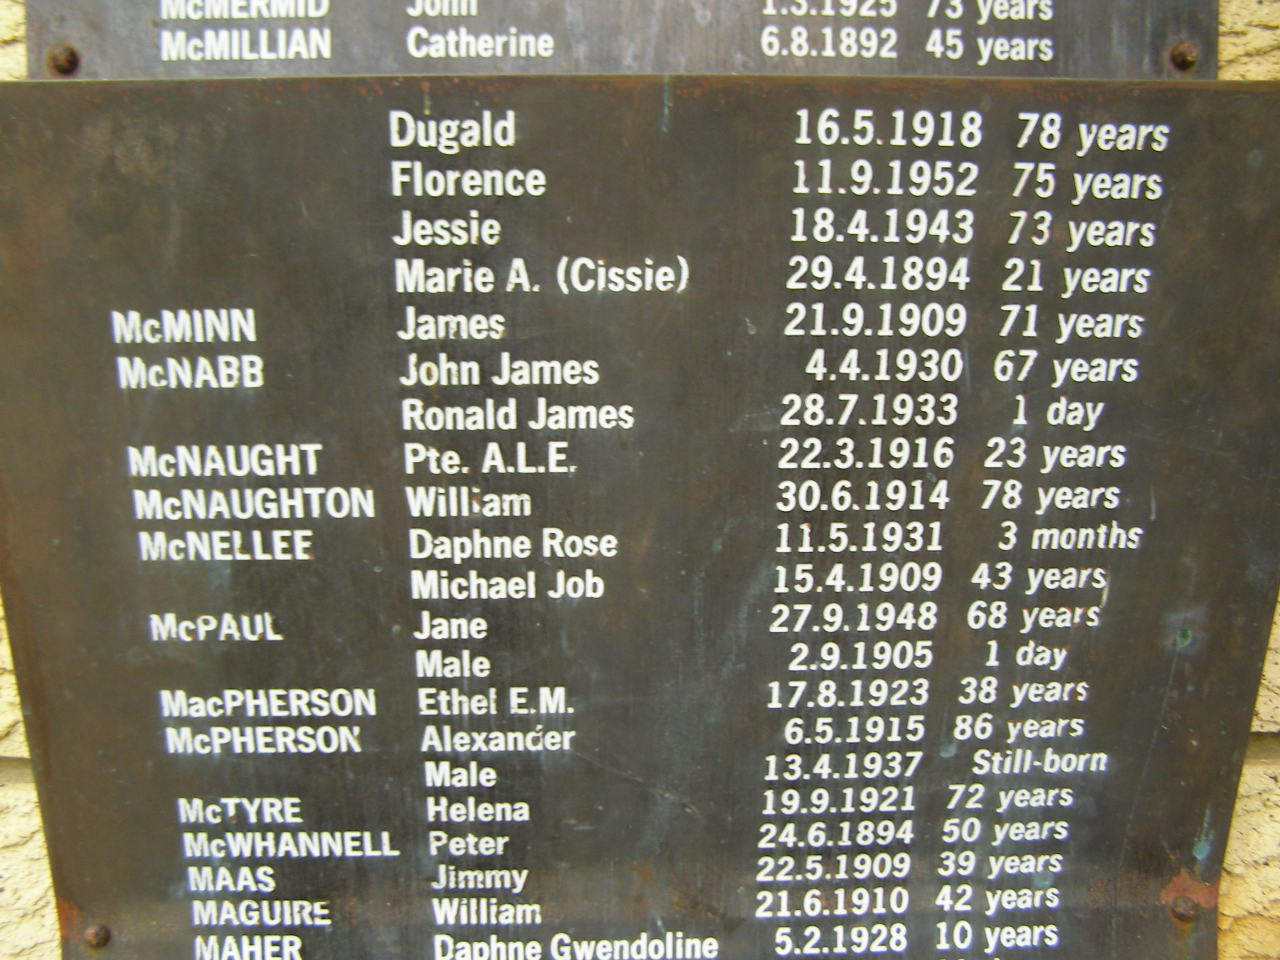 McMERMID John 1.3.1925 73 years
McMILLIAN Catherine 6.8.1892 45 years
Dugald 16.5.1918 78 years
Florence 11.9.1952 75 years
Jessie 18.4.1943 73 years
Marie A. (Cissie) 29.4.1894 21 years
McMINN James 21.9.1909 71 years
McNABB John James 4.4.1930 67 years
Ronald James 28.7.1933 1 day
McNAUGHT Pte. A.L.E. 22.3.1916 23 years
McNAUGHTON William 30.6.1914 78 years
McNELLEE Daphne Rose 11.5.1931 3 months
Michael Job 15.4.1909 43 years
McPAUL Jane 27.9.1948 68 years
Male 2.9.1905 1 day
MacPHERSON Ethel E.M. 17.8.1923 38 years
McPHERSON Alexander 6.5.1915 86 years
Male 13.4.1937 Still-born
McTYRE Helena 19.9.1921 72 years
McWHANNELL Peter 24.6.1894 50 years
MAAS Jimmy 22.5.1909 39 years
MAGUIRE William 21.6.1910 42 years
MAHER Daphne Gwendoline 5.2.1928 10 years